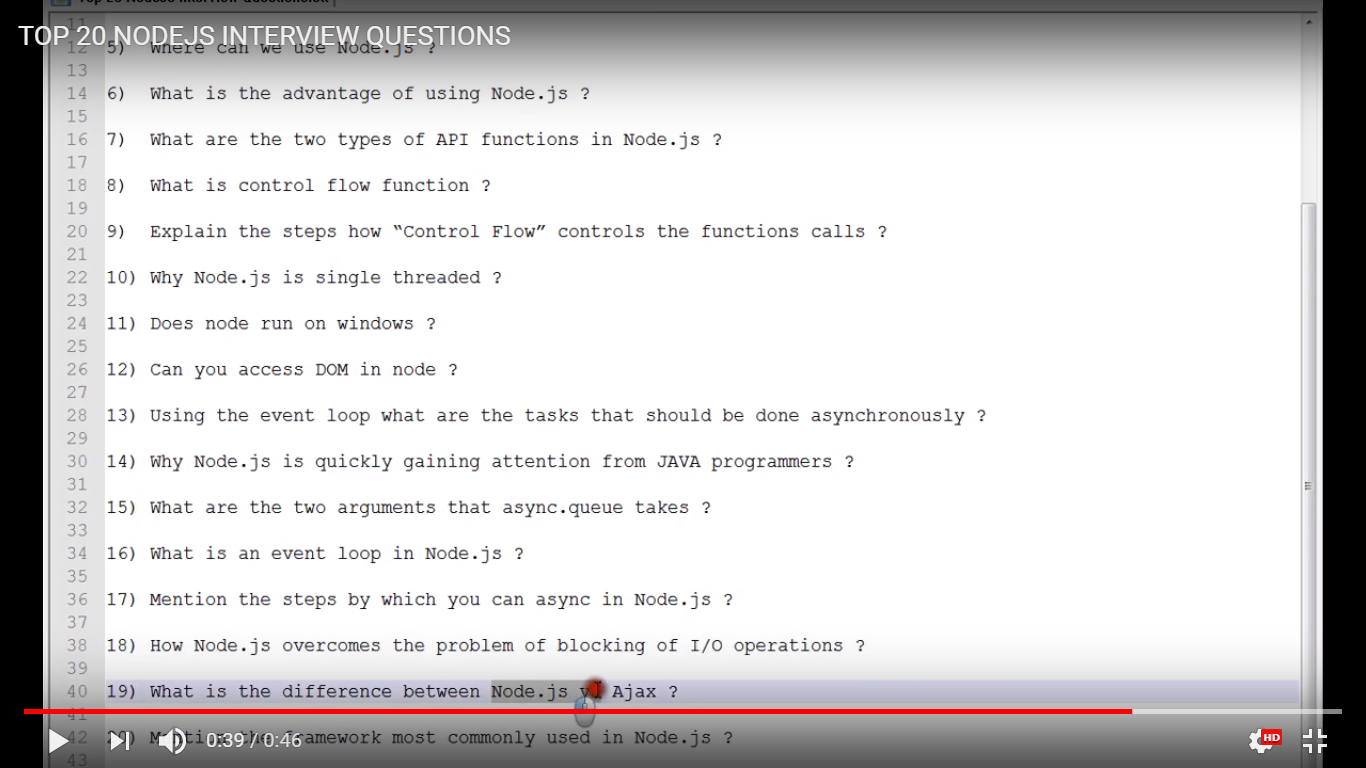 TOP 20 NODEJS INTERVIEW QUESTIONS
11
12 5) Where can we use Node.js ?
13
14 6) What is the advantage of using Node.js ?
15
16 7) What are the two types of API functions in Node.js ?
17
18 8) What is control flow function ?
19
20 9) Explain the steps how “Control Flow” controls the functions calls ?
21
22 10) Why Node.js is single threaded ?
23
24 11) Does node run on windows ?
25
26 12) Can you access DOM in node ?
27
28 13) Using the event loop what are the tasks that should be done asynchronously ?
29
30 14) Why Node.js is quickly gaining attention from JAVA programmers ?
31
32 15) What are the two arguments that async.queue takes ?
33
34 16) What is an event loop in Node.js ?
35
36 17) Mention the steps by which you can async in Node.js ?
37
38 18) How Node.js overcomes the problem of blocking of I/O operations ?
39
40 19) What is the difference between Node.js Ajax ?
41
42 20) Mention the framework most commonly used in Node.js ?
43
0:39 / 0:46
HD